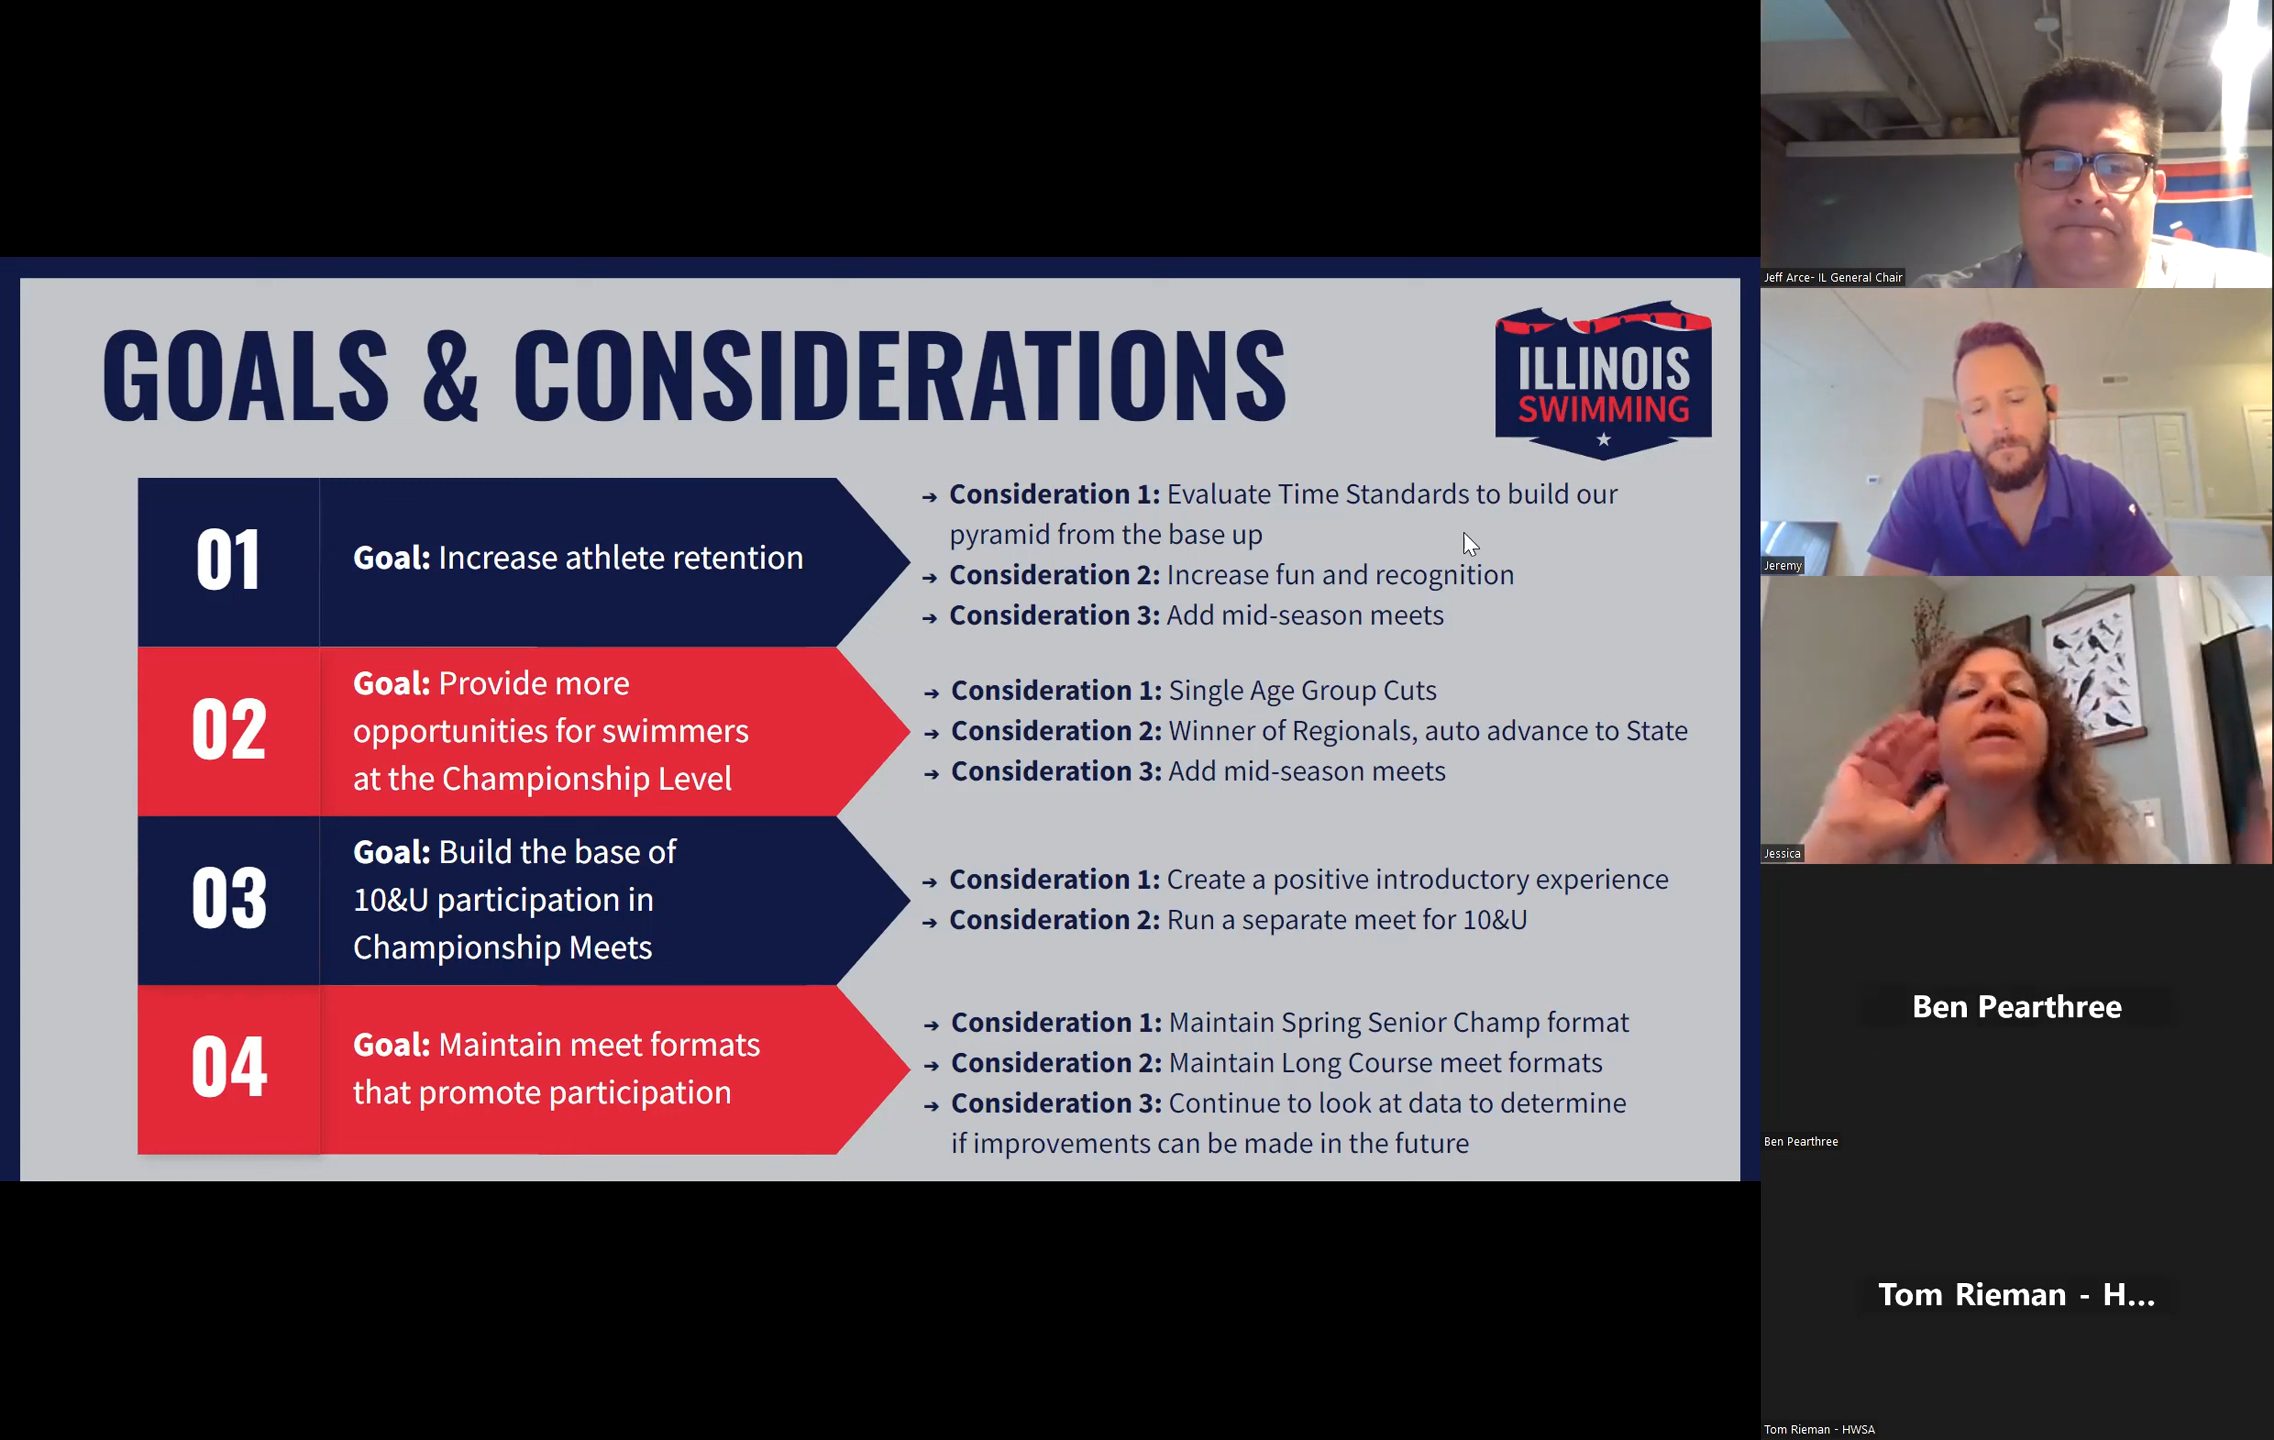 GOALS & CONSIDERATIONS
ILLINOIS
SWIMMING
01
Goal: Increase athlete retention
➔ Consideration 1: Evaluate Time Standards to build our
pyramid from the base up
➔ Consideration 2: Increase fun and recognition
➔ Consideration 3: Add mid-season meets
02
Goal: Provide more
opportunities for swimmers
at the Championship Level
➔ Consideration 1: Single Age Group Cuts
➔ Consideration 2: Winner of Regionals, auto advance to State
➔ Consideration 3: Add mid-season meets
03
Goal: Build the base of
10&U participation in
Championship Meets
➔ Consideration 1: Create a positive introductory experience
➔ Consideration 2: Run a separate meet for 10&U
04
Goal: Maintain meet formats
that promote participation
➔ Consideration 1: Maintain Spring Senior Champ format
➔ Consideration 2: Maintain Long Course meet formats
➔ Consideration 3: Continue to look at data to determine
if improvements can be made in the future
Jeff Arce- IL General Chair
Jeremy
Jessica
Ben Pearthree
Ben Pearthree
Tom Rieman - H...
Tom Rieman - HWSA